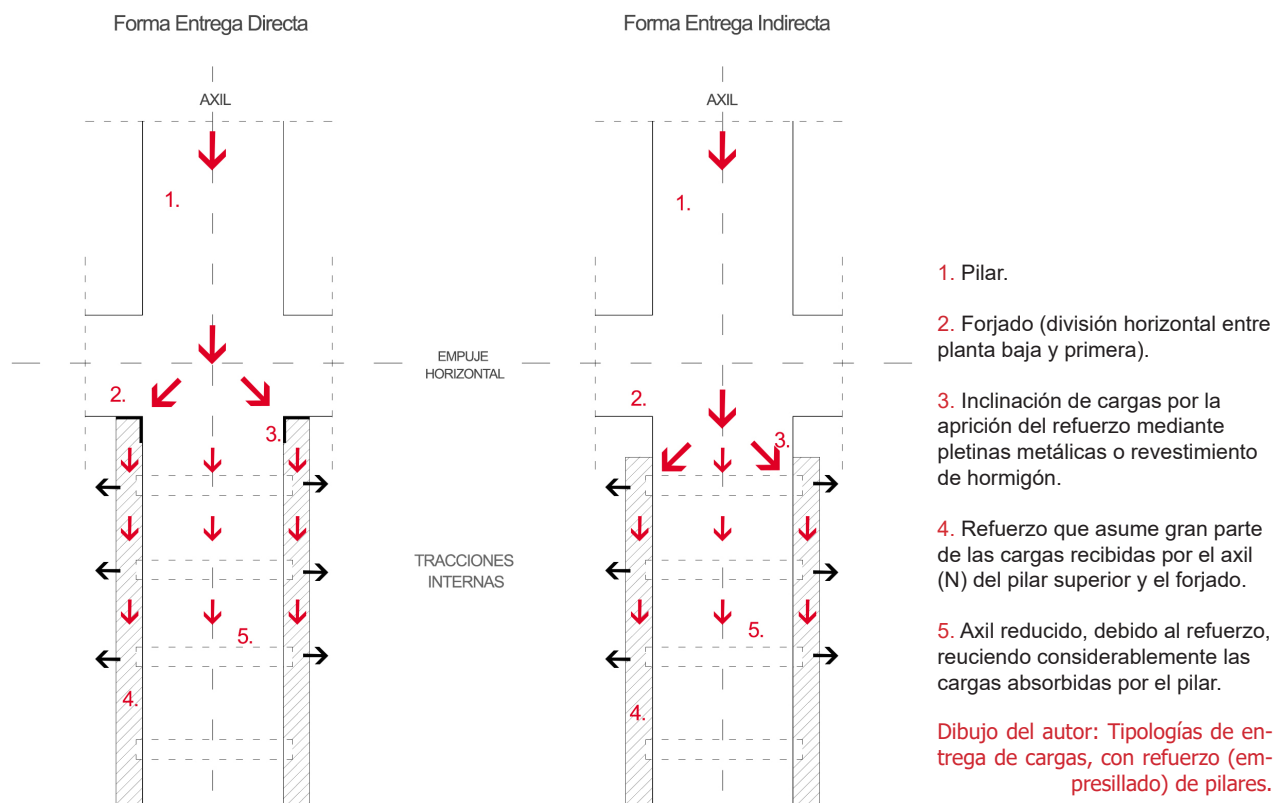 Forma Entrega Directa
AXIL
1.
2.
3.
5.
4.
EMPUJE
HORIZONTAL
TRACCIONES
INTERNAS
Forma Entrega Indirecta
AXIL
1.
2.
3.
5.
4.
1. Pilar.
2. Forjado (división horizontal entre
planta baja y primera).
3. Inclinación de cargas por la
aprición del refuerzo mediante
pletinas metálicas o revestimiento
de hormigón.
4. Refuerzo que asume gran parte
de las cargas recibidas por el axil
(N) del pilar superior y el forjado.
5. Axil reducido, debido al refuerzo,
reuciendo considerablemente las
cargas absorbidas por el pilar.
Dibujo del autor: Tipologías de en-
trega de cargas, con refuerzo (em-
presillado) de pilares.